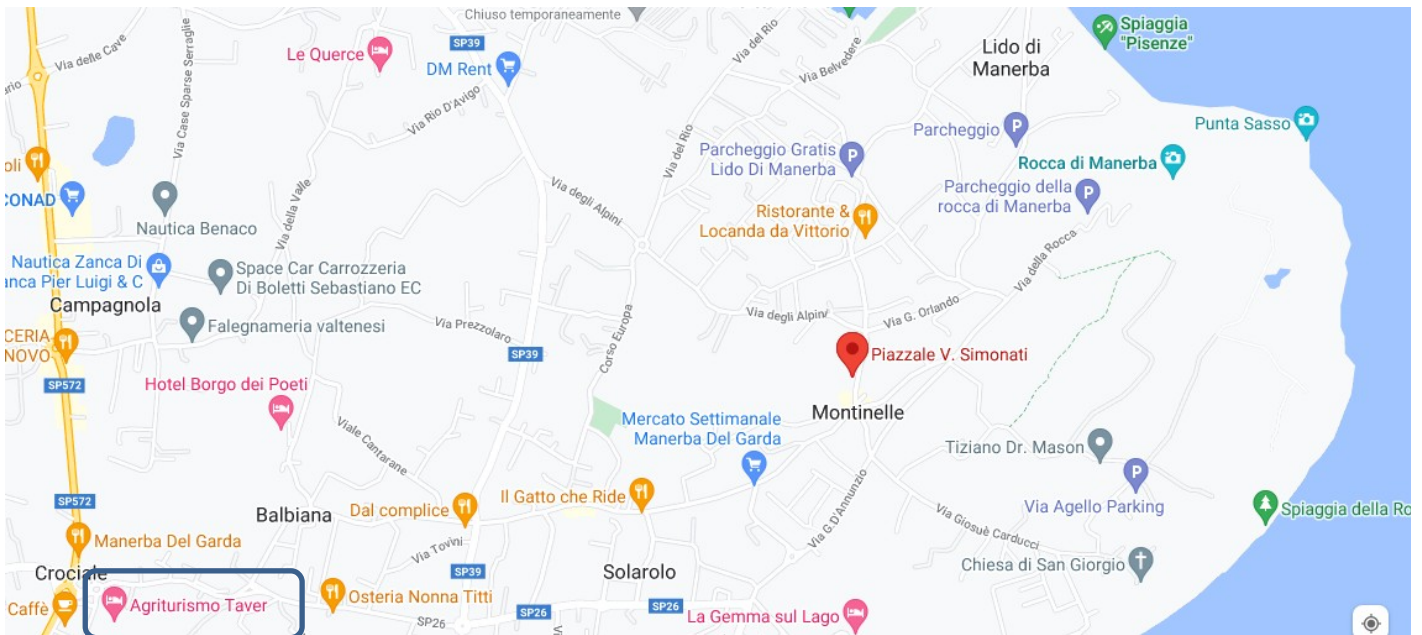 Chiuso temporaneamente
Spiaggia
"Pisenze"
Via delle Cave
Via Case Sparse Serraglie
Le Querce
SP39
DM Rent
Via del Rio
Via Belvedere
Lido di
Manerba
Via Rio D'Avigo
Parcheggio
Punta Sasso
Via del Rio
Parcheggio Gratis
Lido Di Manerba
Rocca di Manerba
Parcheggio della
rocca di Manerba
CONAD
Nautica Benaco
Via della Valle
Via degli Alpini
Ristorante &
Locanda da Vittorio
Via della Rocca
Nautica Zanca Di
Pier Luigi & C
Space Car Carrozzeria
Di Boletti Sebastiano EC
Campagnola
Falegnameria valtenesi
Via Prezzolaro
Corso Europa
Via degli Alpini
Via G. Orlando
SP39
Piazzale V. Simonati
SP572
Hotel Borgo dei Poeti
Viale Cantarane
Mercato Settimanale
Manerba Del Garda
Montinelle
Tiziano Dr. Mason
SP572
Balbiana
Dal complice
Il Gatto che Ride
Via G.D'Annunzio
Via Agello Parking
Via Giosuè Carducci
Spiaggia della
Manerba Del Garda
Via Tovini
Crociale
SP39
Solarolo
Chiesa di San Giorgio
Caffè
Agriturismo Taver
Osteria Nonna Titti
SP26
SP26
SP26
La Gemma sul Lago